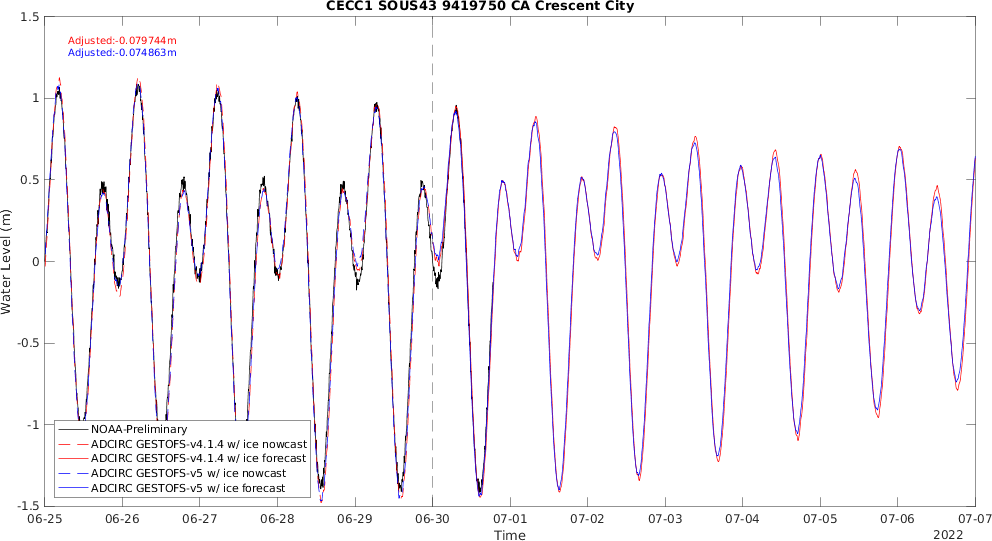 CECC1 SOUS43 9419750 CA Crescent City
Adjusted:-0.079744m
Adjusted:-0.074863m
1.5
1
0.5
0
-0.5
-1
-1.5
Water Level (m)
NOAA-Preliminary
ADCIRC GESTOFS-v4.1.4 w/ ice nowcast
ADCIRC GESTOFS-v4.1.4 w/ ice forecast
ADCIRC GESTOFS-v5 w/ ice nowcast
ADCIRC GESTOFS-v5 w/ ice forecast
06-25 06-26 06-27 06-28 06-29 06-30 07-01 07-02 07-03 07-04 07-05 07-06 07-07
Time
2022